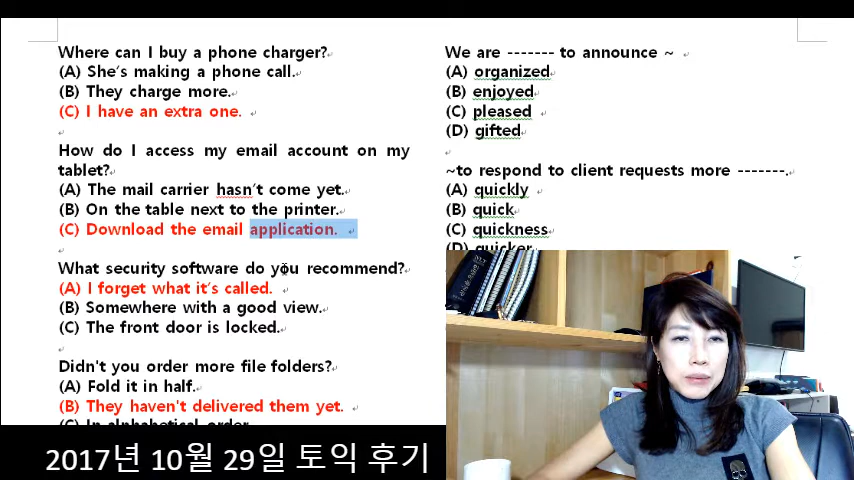 Where can I buy a phone charger?
(A) She's making a phone call.
(B) They charge more.
(C) I have an extra one.
How do I access my email account on my
tablet?
(A) The mail carrier hasn't come yet.
(B) On the table next to the printer.
(C) Download the email application.
What security software do you recommend?
(A) I forget what it's called.
(B) Somewhere with a good view.
(C) The front door is locked.
Didn't you order more file folders?
(A) Fold it in half.
(B) They haven't delivered them yet.
(C) In alphabetical order.
We are ------- to announce ~
(A) organized
(B) enjoyed
(C) pleased
(D) gifted
~to respond to client requests more -------.
(A) quickly
(B) quick
(C) quickness
(D) quicker
2017년 10월 29일 토익 후기